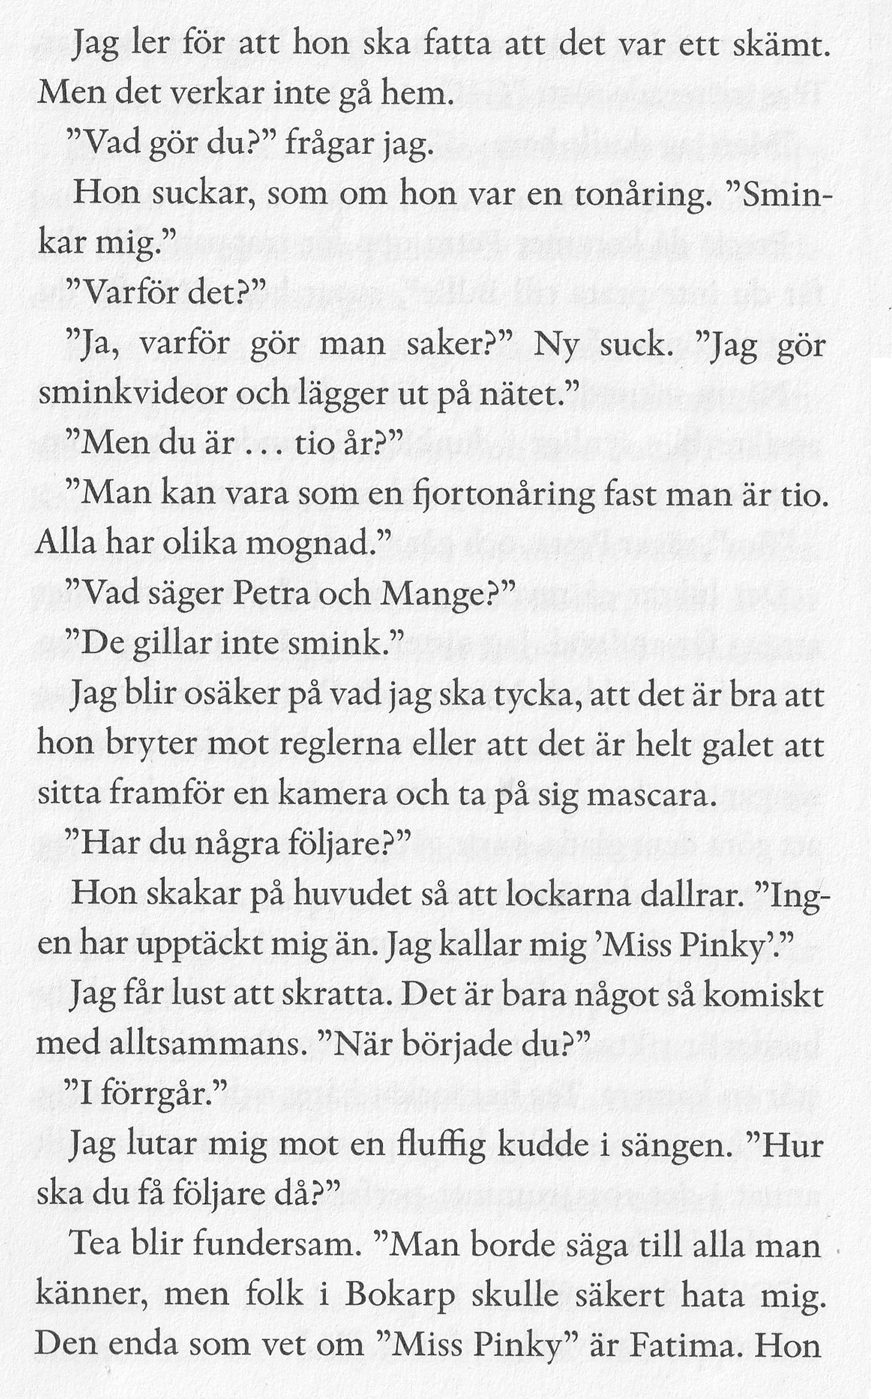 Jag ler för att hon ska fatta att det var ett skämt.
Men det verkar inte gå hem.
”Vad gör du?” frågar jag.
Hon suckar, som om hon var en tonåring. ”Smin-
kar mig.”
”Varför det?”
”Ja, varför gör man saker?” Ny suck. ”Jag gör
sminkvideor och lägger ut på nätet.”
”Men du är … tio år?”
”Man kan vara som en fjortonåring fast man är tio.
Alla har olika mognad.”
”Vad säger Petra och Mange?”
”De gillar inte smink.”
Jag blir osäker på vad jag ska tycka, att det är bra att
hon bryter mot reglerna eller att det är helt galet att
sitta framför en kamera och ta på sig mascara.
”Har du några följare?”
Hon skakar på huvudet så att lockarna dallrar. ”Ing-
en har upptäckt mig än. Jag kallar mig ’Miss Pinky’.”
Jag får lust att skratta. Det är bara något så komiskt
med alltsammans. ”När började du?”
”I förrgår.”
Jag lutar mig mot en fluffig kudde i sängen. ”Hur
ska du få följare då?”
Tea blir fundersam. ”Man borde säga till alla man
känner, men folk i Bokarp skulle säkert hata mig.
Den enda som vet om ”Miss Pinky” är Fatima. Hon